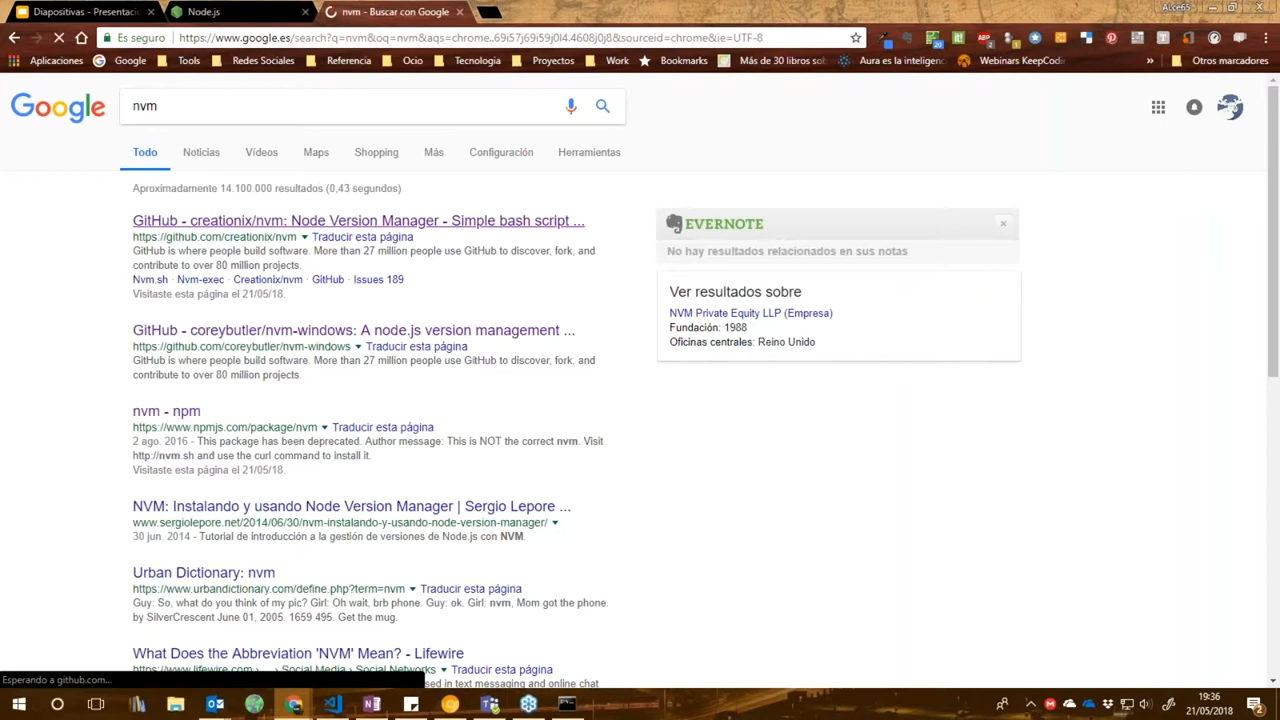 Diapositivas - Presentaci
Node.js
nvm - Buscar con Google
ALce65
Es seguro
https://www.google.es/search?q=nvm&oq=nvm&aqs=chrome..69i57j69i59j0l4.4608j0j8&sourceid=chrome&ie=UTF-8
Aplicaciones
Google
Tools
Redes Sociales
Referencia
Ocio
Tecnologia
Proyectos
Work
Bookmarks
Más de 30 libros sob
Aura es la inteligenc
Webinars KeepCodin
»
Otros marcadores
Google
nvm
Todo
Noticias
Vídeos
Maps
Shopping
Más
Configuración
Herramientas
Aproximadamente 14.100.000 resultados (0,43 segundos)
GitHub - creationix/nvm: Node Version Manager - Simple bash script ...
https://github.com/creationix/nvm ▼ Traducir esta página
GitHub is where people build software. More than 27 million people use GitHub to discover, fork, and
contribute to over 80 million projects.
Nvm.sh · Nvm-exec · Creationix/nvm · GitHub · Issues 189
Visitaste esta página el 21/05/18.
GitHub - coreybutler/nvm-windows: A node.js version management ...
https://github.com/coreybutler/nvm-windows ▼ Traducir esta página
GitHub is where people build software. More than 27 million people use GitHub to discover, fork, and
contribute to over 80 million projects.
nvm - npm
https://www.npmjs.com/package/nvm ▼ Traducir esta página
2 ago. 2016 - This package has been deprecated. Author message: This is NOT the correct nvm. Visit
http://nvm.sh and use the curl command to install it.
Visitaste esta página el 21/05/18.
NVM: Instalando y usando Node Version Manager | Sergio Lepore ...
www.sergiolepore.net/2014/06/30/nvm-instalando-y-usando-node-version-manager/ ▼
30 jun. 2014 - Tutorial de introducción a la gestión de versiones de Node.js con NVM.
Urban Dictionary: nvm
https://www.urbandictionary.com/define.php?term=nvm ▼ Traducir esta página
Guy: So, what do you think of my pic? Girl: Oh wait, brb phone. Guy: ok. Girl: nvm, Mom got the phone.
by SilverCrescent June 01, 2005. 1659 495. Get the mug.
What Does the Abbreviation 'NVM' Mean? - Lifewire
https://www.lifewire.com › ... › Social Media › Social Networks ▼ Traducir esta página
used in text messaging and online chat
EVERNOTE
No hay resultados relacionados en sus notas
Ver resultados sobre
NVM Private Equity LLP (Empresa)
Fundación: 1988
Oficinas centrales: Reino Unido
Esperando a github.com...
19:36
21/05/2018